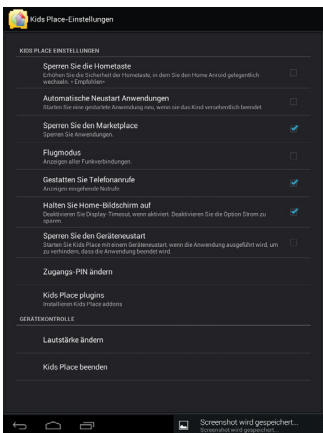 Kids Place-Einstellungen
KIDS PLACE EINSTELLUNGEN
Sperren Sie die Hometaste
Erhöhen Sie die Sicherheit der Hometaste, in dem Sie den Home Anroid gelegentlich
wechseln. - Empfohlen-
Automatische Neustart Anwendungen
Starten Sie eine gestartete Anwendung neu, wenn sie das Kind versehentlich beendet
Sperren Sie den Marketplace
Sperren Sie Anwendungen.
Flugmodus
Anzeigen aller Funkverbindungen.
Gestatten Sie Telefonanrufe
Anzeigen eingehende Notrufe.
Halten Sie Home-Bildschirm auf
Deaktivieren Sie Display-Timeout, wenn aktiviert. Deaktivieren Sie die Option Strom zu
sparen.
Sperren Sie den Geräteneustart
Starten Sie Kids Place mit einem Geräteneustart, wenn die Anwendung ausgeführt wird, um
zu verhindern, dass die Anwendung beendet wird.
Zugangs-PIN ändern
Kids Place plugins
Installieren Kids Place addons
GERÄTEKONTROLLE
Lautstärke ändern
Kids Place beenden
Screenshot wird gespeichert...
Screenshot wird gespeichert...